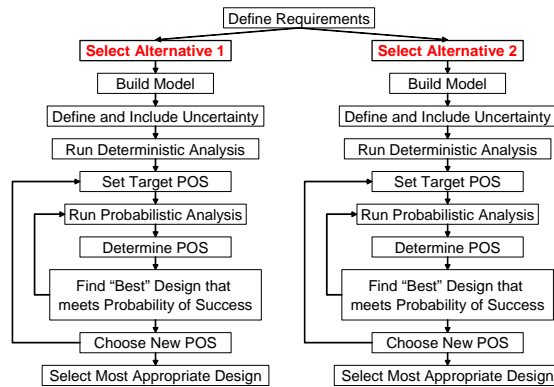 Define Requirements
Select Alternative 1
Build Model
Define and Include Uncertainty
Run Deterministic Analysis
Set Target POS
Run Probabilistic Analysis
Determine POS
Find “Best” Design that
meets Probability of Success
Choose New POS
Select Most Appropriate Design
Select Alternative 2
Build Model
Define and Include Uncertainty
Run Deterministic Analysis
Set Target POS
Run Probabilistic Analysis
Determine POS
Find “Best” Design that
meets Probability of Success
Choose New POS
Select Most Appropriate Design